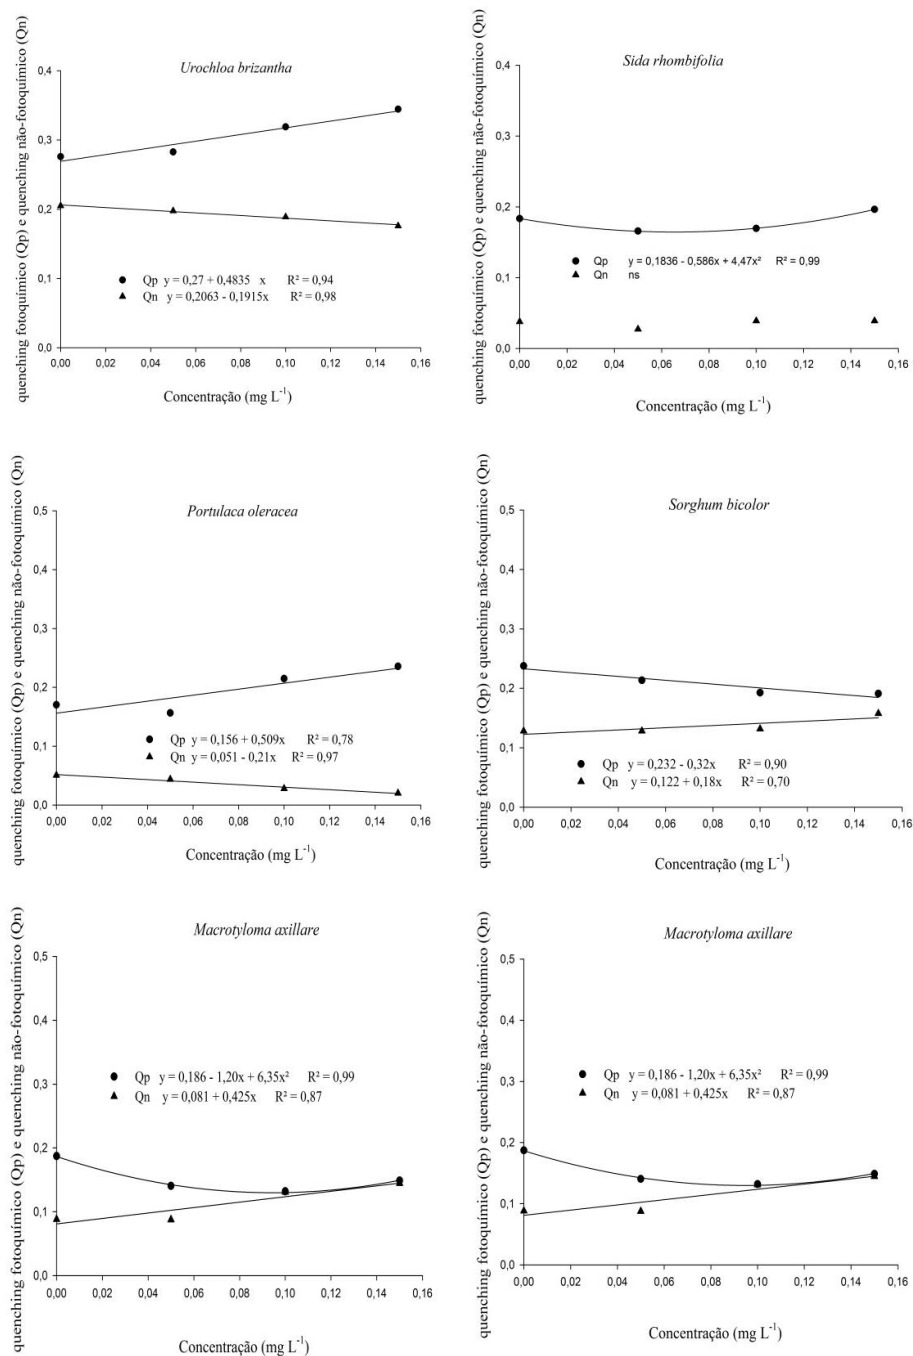 quenching fotoquímico (Qp) e quenching não-fotoquímico (Qn)
Urochloa brizantha
0,4
0,3
0,2
0,1
0,0
● Qp y = 0,27 + 0,4835 x R² = 0,94
▲ Qn y = 0,2063 - 0,1915x R² = 0,98
0,00 0,02 0,04 0,06 0,08 0,10 0,12 0,14 0,16
Concentração (mg L⁻¹)
quenching fotoquímico (Qp) e quenching não-fotoquímico (Qn)
Sida rhombifolia
0,4
0,3
0,2
0,1
0,0
● Qp y = 0,1836 - 0,586x + 4,47x² R² = 0,99
▲ Qn ns
0,00 0,02 0,04 0,06 0,08 0,10 0,12 0,14 0,16
Concentração (mg L⁻¹)
quenching fotoquímico (Qp) e quenching não-fotoquímico (Qn)
Portulaca oleracea
0,5
0,4
0,3
0,2
0,1
0,0
● Qp y = 0,156 + 0,509x R² = 0,78
▲ Qn y = 0,051 - 0,21x R² = 0,97
0,00 0,02 0,04 0,06 0,08 0,10 0,12 0,14 0,16
Concentração (mg L⁻¹)
quenching fotoquímico (Qp) e quenching não-fotoquímico (Qn)
Sorghum bicolor
0,5
0,4
0,3
0,2
0,1
0,0
● Qp y = 0,232 - 0,32x R² = 0,90
▲ Qn y = 0,122 + 0,18x R² = 0,70
0,00 0,02 0,04 0,06 0,08 0,10 0,12 0,14 0,16
Concentração (mg L⁻¹)
quenching fotoquímico (Qp) e quenching não-fotoquímico (Qn)
Macrotyloma axillare
0,5
0,4
0,3
0,2
0,1
0,0
● Qp y = 0,186 - 1,20x + 6,35x² R² = 0,99
▲ Qn y = 0,081 + 0,425x R² = 0,87
0,00 0,02 0,04 0,06 0,08 0,10 0,12 0,14 0,16
Concentração (mg L⁻¹)
quenching fotoquímico (Qp) e quenching não-fotoquímico (Qn)
Macrotyloma axillare
0,5
0,4
0,3
0,2
0,1
0,0
● Qp y = 0,186 - 1,20x + 6,35x² R² = 0,99
▲ Qn y = 0,081 + 0,425x R² = 0,87
0,00 0,02 0,04 0,06 0,08 0,10 0,12 0,14 0,16
Concentração (mg L⁻¹)